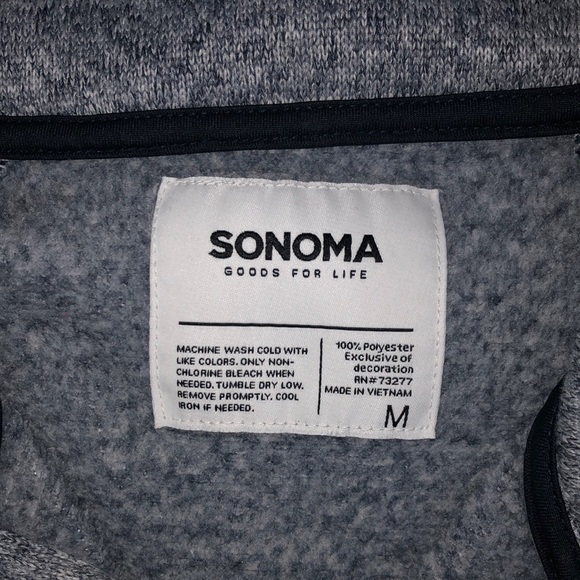 SONOMA
GOODS FOR LIFE
MACHINE WASH COLD WITH
LIKE COLORS. ONLY NON-
CHLORINE BLEACH WHEN
NEEDED. TUMBLE DRY LOW.
REMOVE PROMPTLY. COOL
IRON IF NEEDED.
100% Polyester
Exclusive of
decoration
RN#73277
MADE IN VIETNAM
M